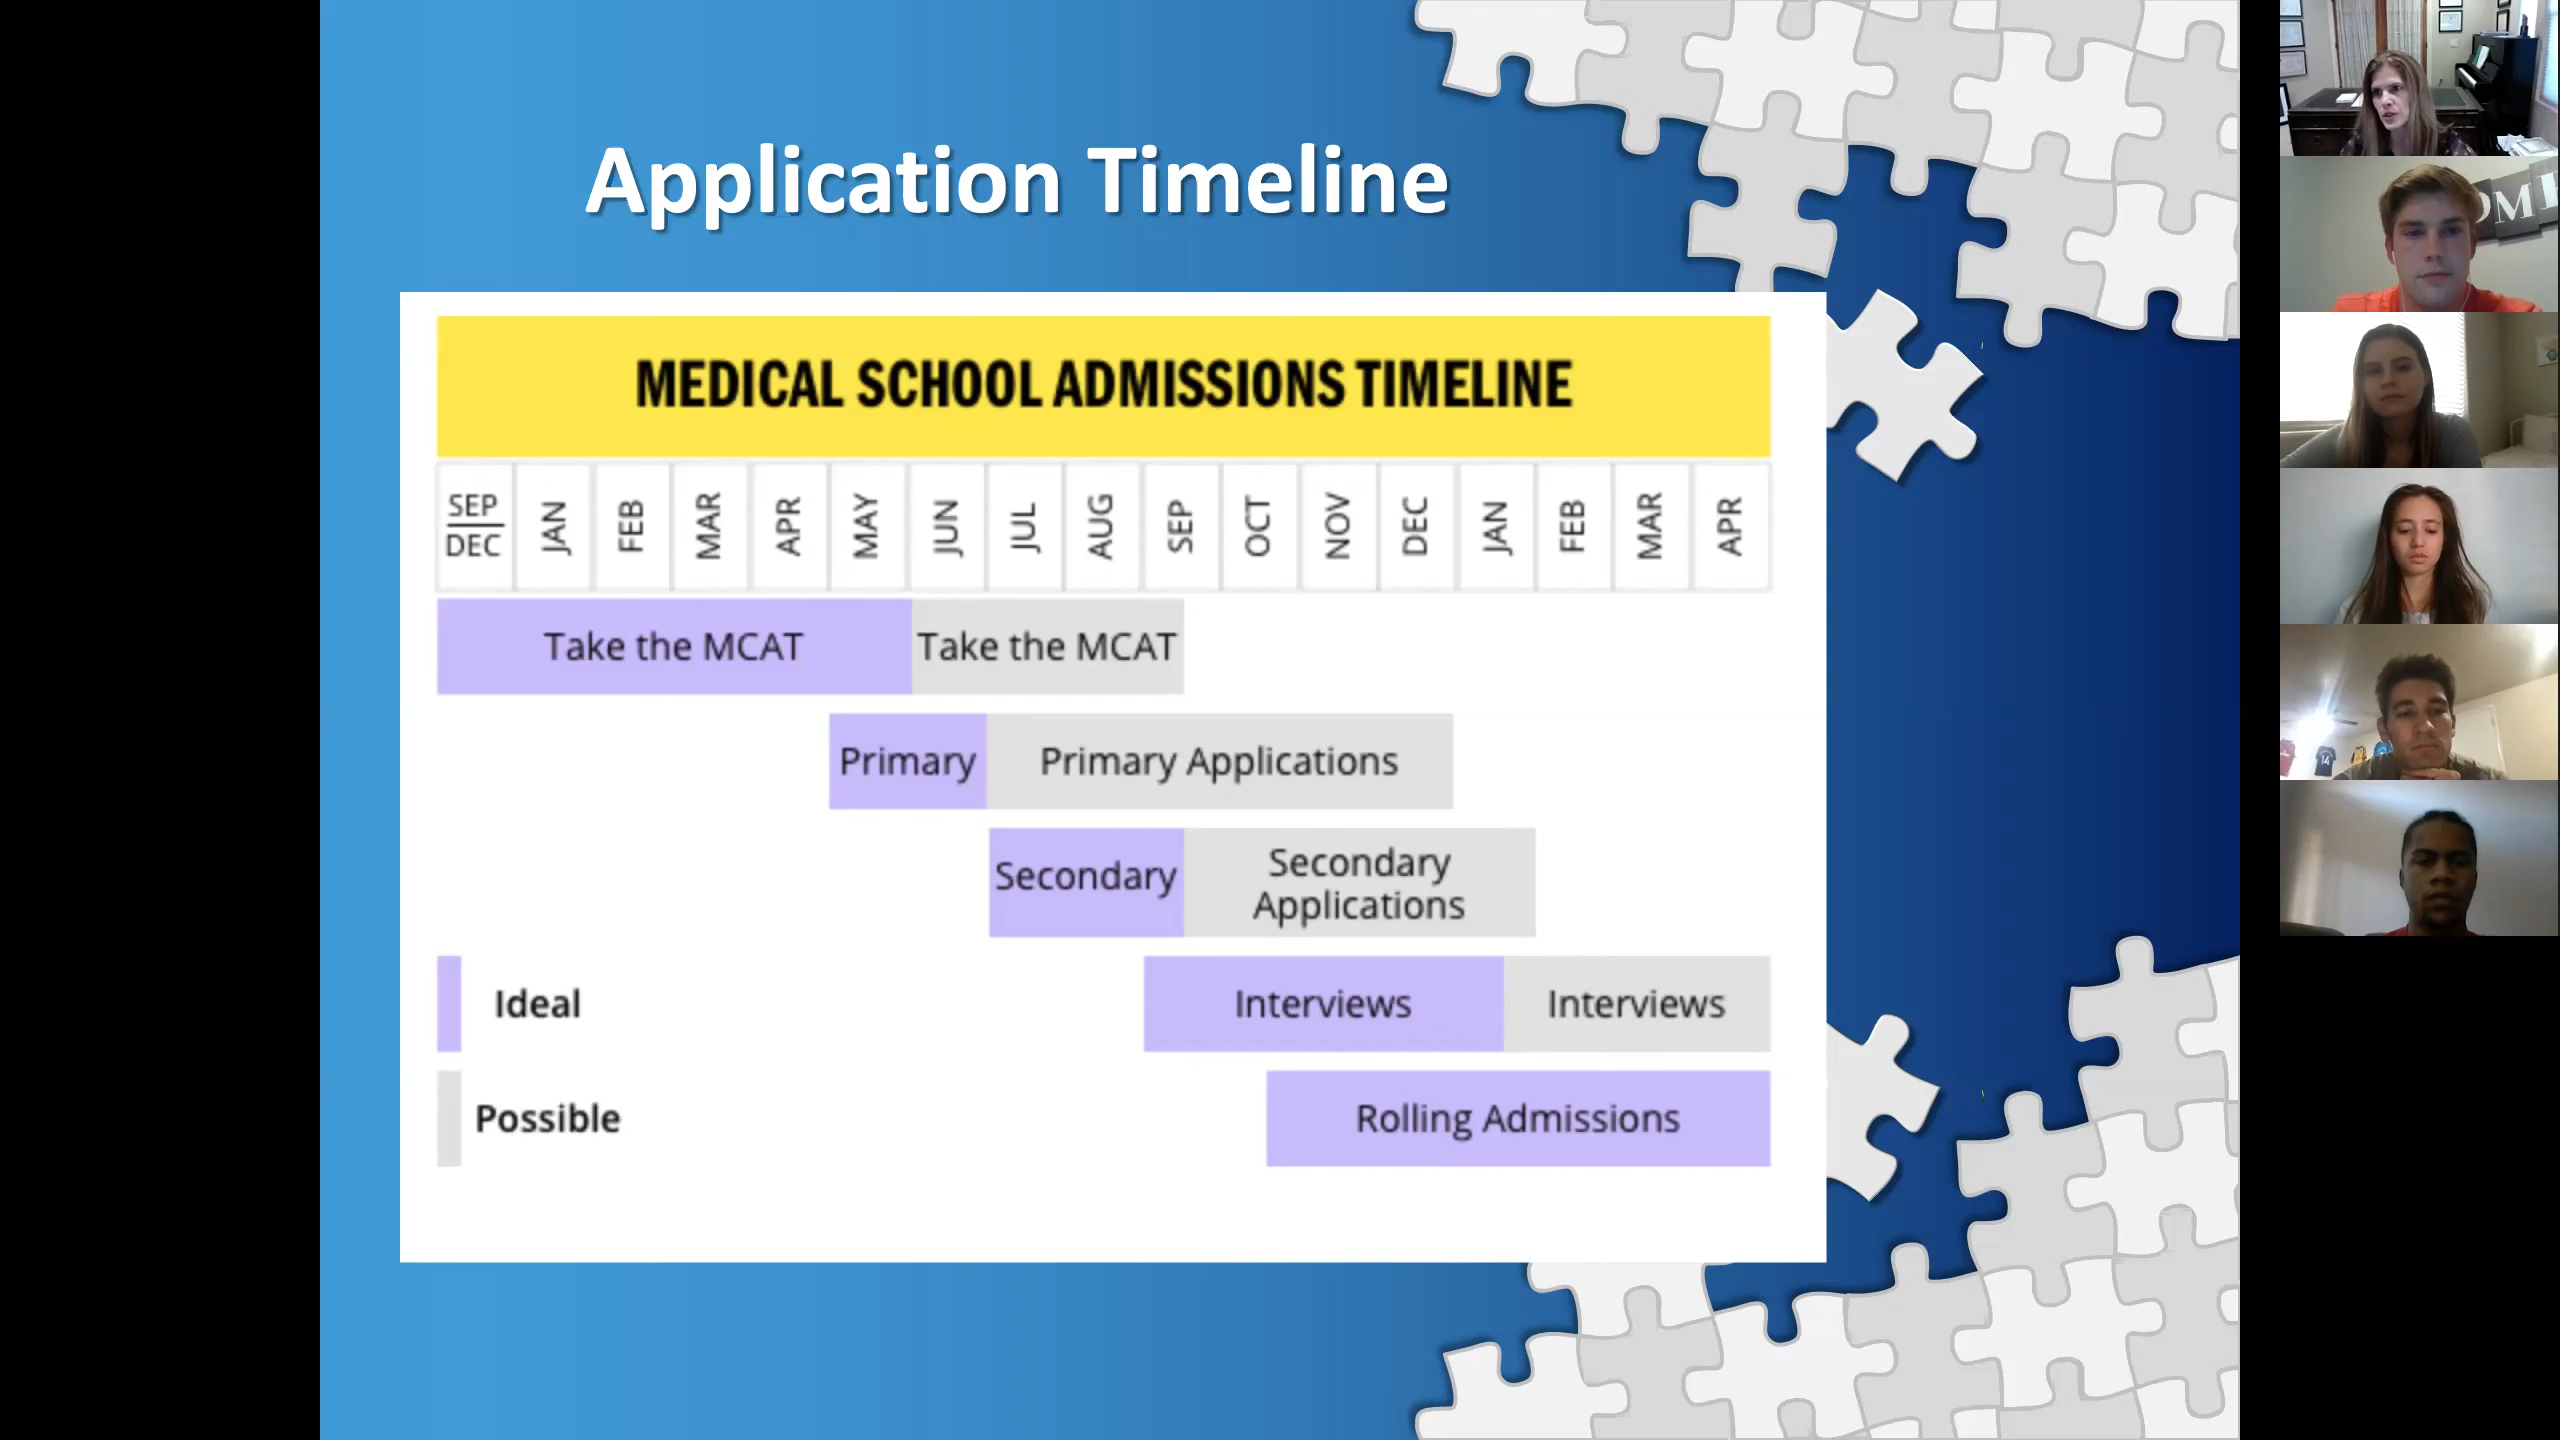 Application Timeline
MEDICAL SCHOOL ADMISSIONS TIMELINE
SEP
DEC
JAN
FEB
MAR
APR
MAY
JUN
JUL
AUG
SEP
OCT
NOV
DEC
JAN
FEB
MAR
APR
Take the MCAT
Take the MCAT
Primary
Primary Applications
Secondary
Secondary
Applications
Ideal
Interviews
Interviews
Possible
Rolling Admissions
14